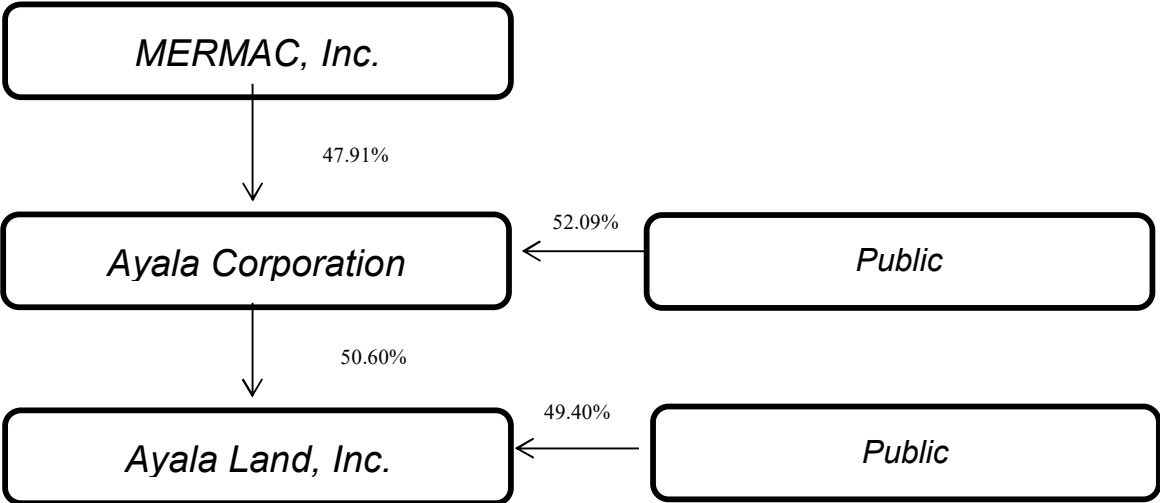 MERMAC, Inc.
47.91%
52.09%
Ayala Corporation
Public
50.60%
49.40%
Ayala Land, Inc.
Public